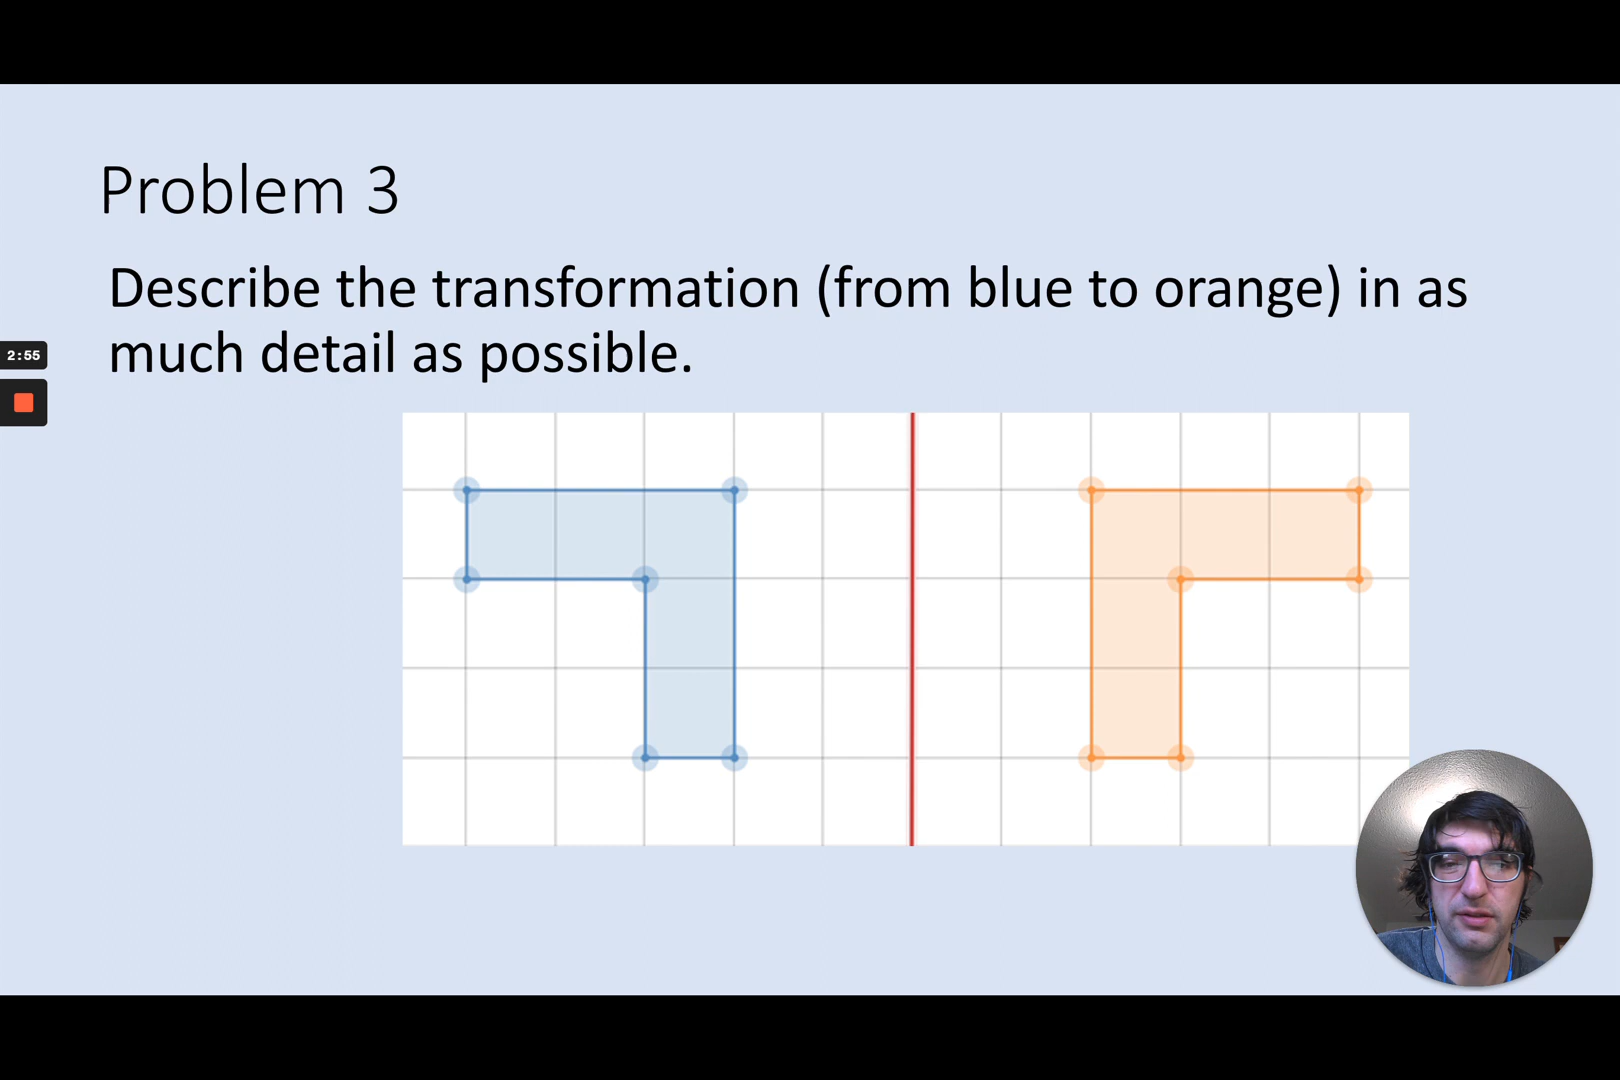 Problem 3
Describe the transformation (from blue to orange) in as
much detail as possible.
2:55